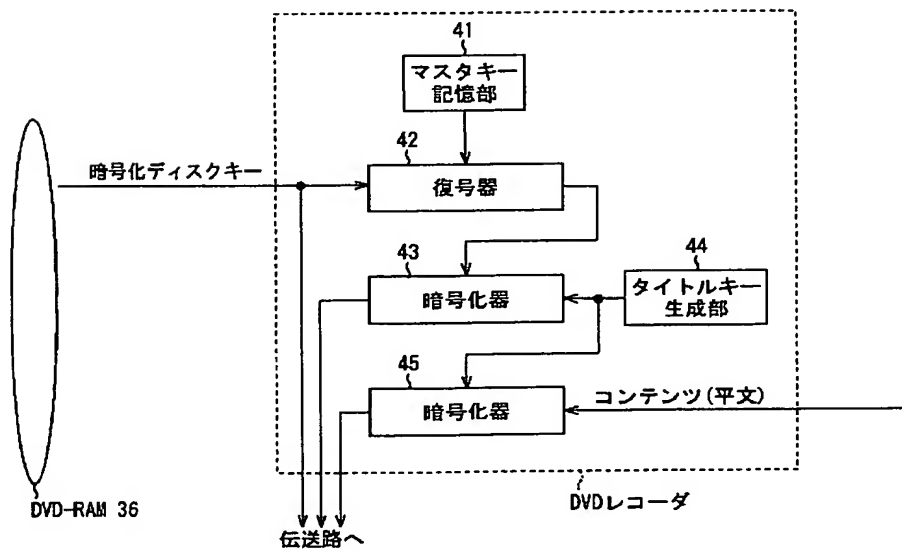 41
マスタキー
記憶部
42
暗号化ディスクキー
復号器
43
44
暗号化器
タイトルキー
生成部
45
暗号化器
コンテンツ(平文)
DVD-RAM 36
DVDレコーダ
伝送路へ